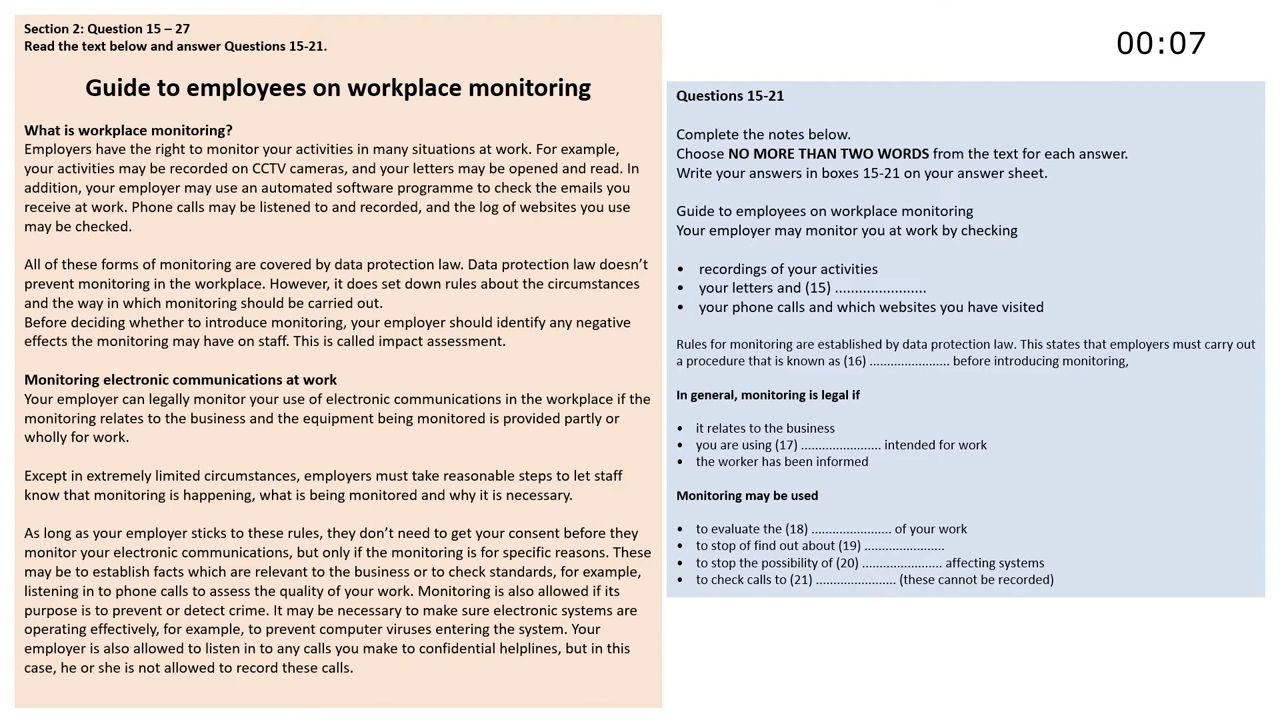 Section 2: Question 15 – 27
Read the text below and answer Questions 15-21.
Guide to employees on workplace monitoring
What is workplace monitoring?
Employers have the right to monitor your activities in many situations at work. For example,
your activities may be recorded on CCTV cameras, and your letters may be opened and read. In
addition, your employer may use an automated software programme to check the emails you
receive at work. Phone calls may be listened to and recorded, and the log of websites you use
may be checked.
All of these forms of monitoring are covered by data protection law. Data protection law doesn't
prevent monitoring in the workplace. However, it does set down rules about the circumstances
and the way in which monitoring should be carried out.
Before deciding whether to introduce monitoring, your employer should identify any negative
effects the monitoring may have on staff. This is called impact assessment.
Monitoring electronic communications at work
Your employer can legally monitor your use of electronic communications in the workplace if the
monitoring relates to the business and the equipment being monitored is provided partly or
wholly for work.
Except in extremely limited circumstances, employers must take reasonable steps to let staff
know that monitoring is happening, what is being monitored and why it is necessary.
As long as your employer sticks to these rules, they don't need to get your consent before they
monitor your electronic communications, but only if the monitoring is for specific reasons. These
may be to establish facts which are relevant to the business or to check standards, for example,
listening in to phone calls to assess the quality of your work. Monitoring is also allowed if its
purpose is to prevent or detect crime. It may be necessary to make sure electronic systems are
operating effectively, for example, to prevent computer viruses entering the system. Your
employer is also allowed to listen in to any calls you make to confidential helplines, but in this
case, he or she is not allowed to record these calls.
00:07
Questions 15-21
Complete the notes below.
Choose NO MORE THAN TWO WORDS from the text for each answer.
Write your answers in boxes 15-21 on your answer sheet.
Guide to employees on workplace monitoring
Your employer may monitor you at work by checking
• recordings of your activities
• your letters and (15) .......................
• your phone calls and which websites you have visited
Rules for monitoring are established by data protection law. This states that employers must carry out
a procedure that is known as (16) ....................... before introducing monitoring,
In general, monitoring is legal if
• it relates to the business
• you are using (17) ....................... intended for work
• the worker has been informed
Monitoring may be used
• to evaluate the (18) ....................... of your work
• to stop of find out about (19) .......................
• to stop the possibility of (20) ....................... affecting systems
• to check calls to (21) ....................... (these cannot be recorded)